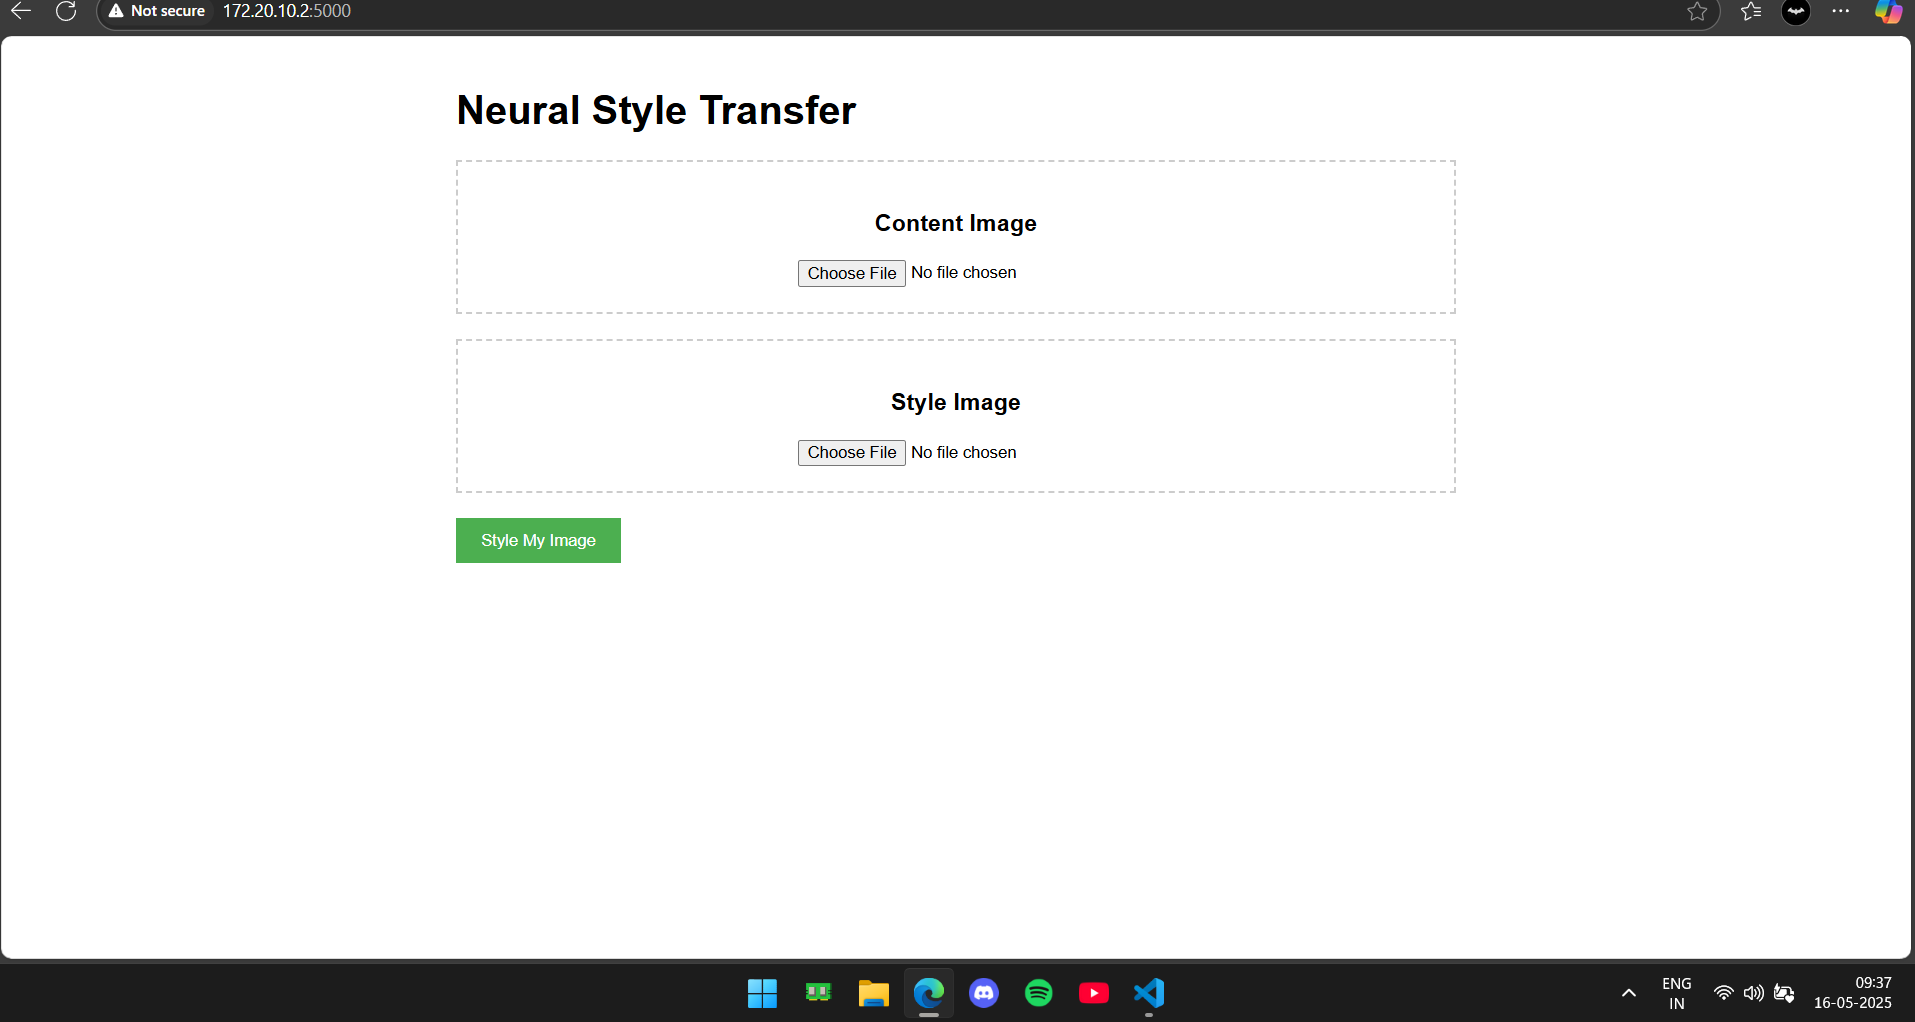 Not secure 172.20.10.2:5000
Neural Style Transfer
Content Image
Choose File No file chosen
Style Image
Choose File No file chosen
Style My Image
ENG
IN
09:37
16-05-2025